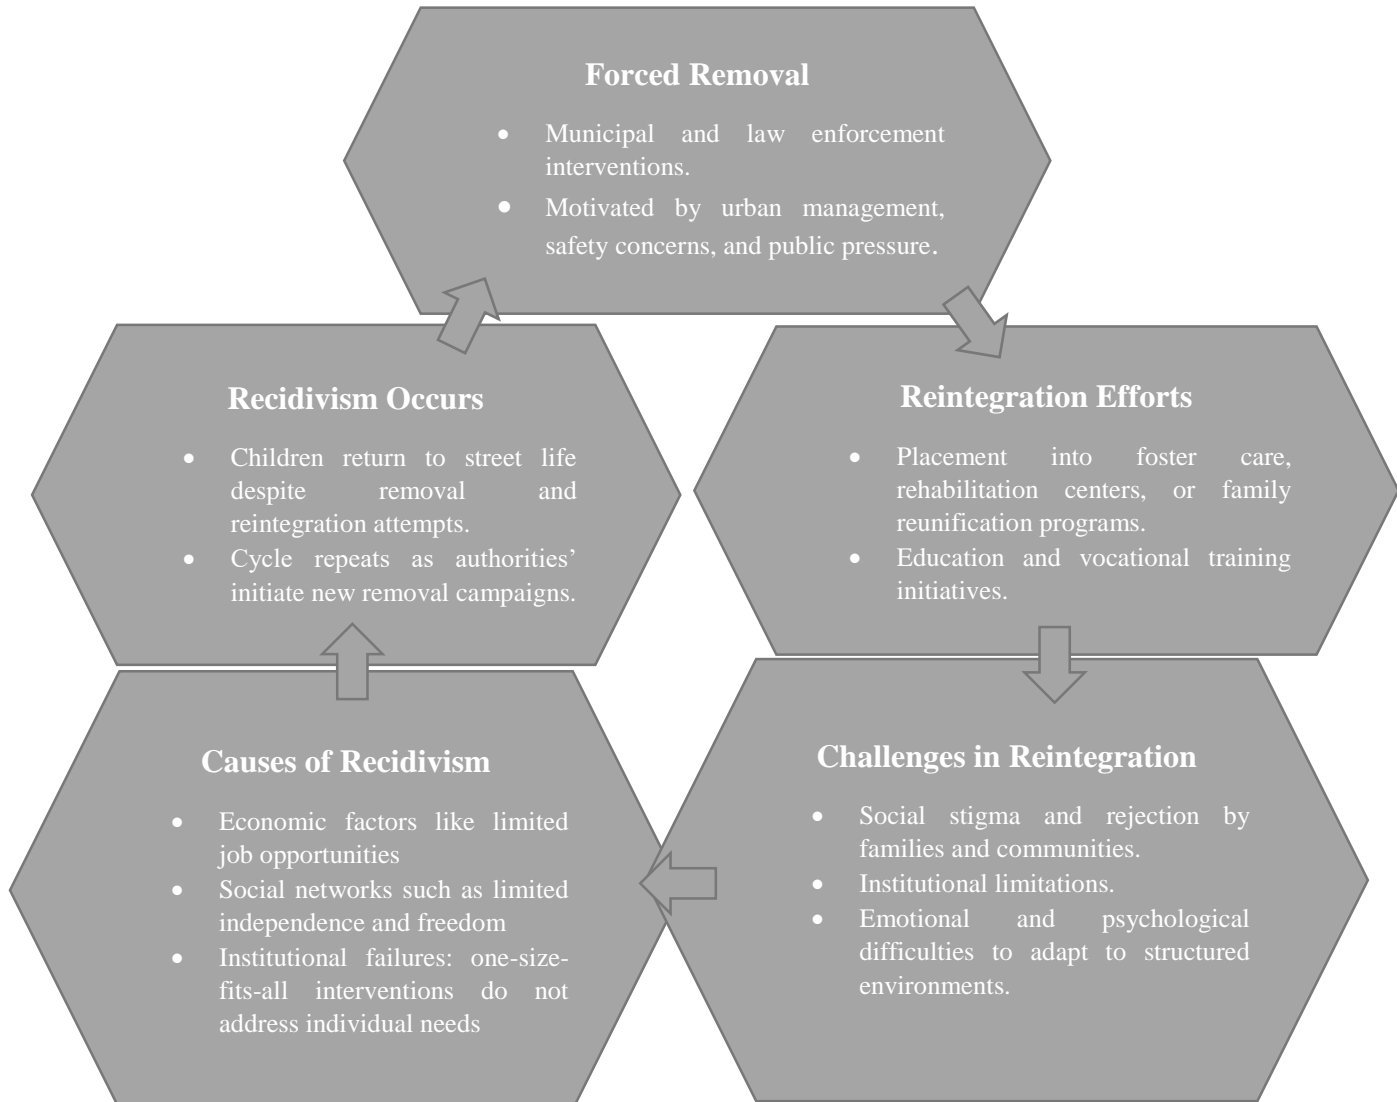 Forced Removal
• Municipal and law enforcement
interventions.
• Motivated by urban management,
safety concerns, and public pressure.
Reintegration Efforts
• Placement into foster care,
rehabilitation centers, or family
reunification programs.
• Education and vocational training
initiatives.
Challenges in Reintegration
• Social stigma and rejection by
families and communities.
• Institutional limitations.
• Emotional and psychological
difficulties to adapt to structured
environments.
Causes of Recidivism
• Economic factors like limited
job opportunities
• Social networks such as limited
independence and freedom
• Institutional failures: one-size-
fits-all interventions do not
address individual needs
Recidivism Occurs
• Children return to street life
despite removal and
reintegration attempts.
• Cycle repeats as authorities’
initiate new removal campaigns.